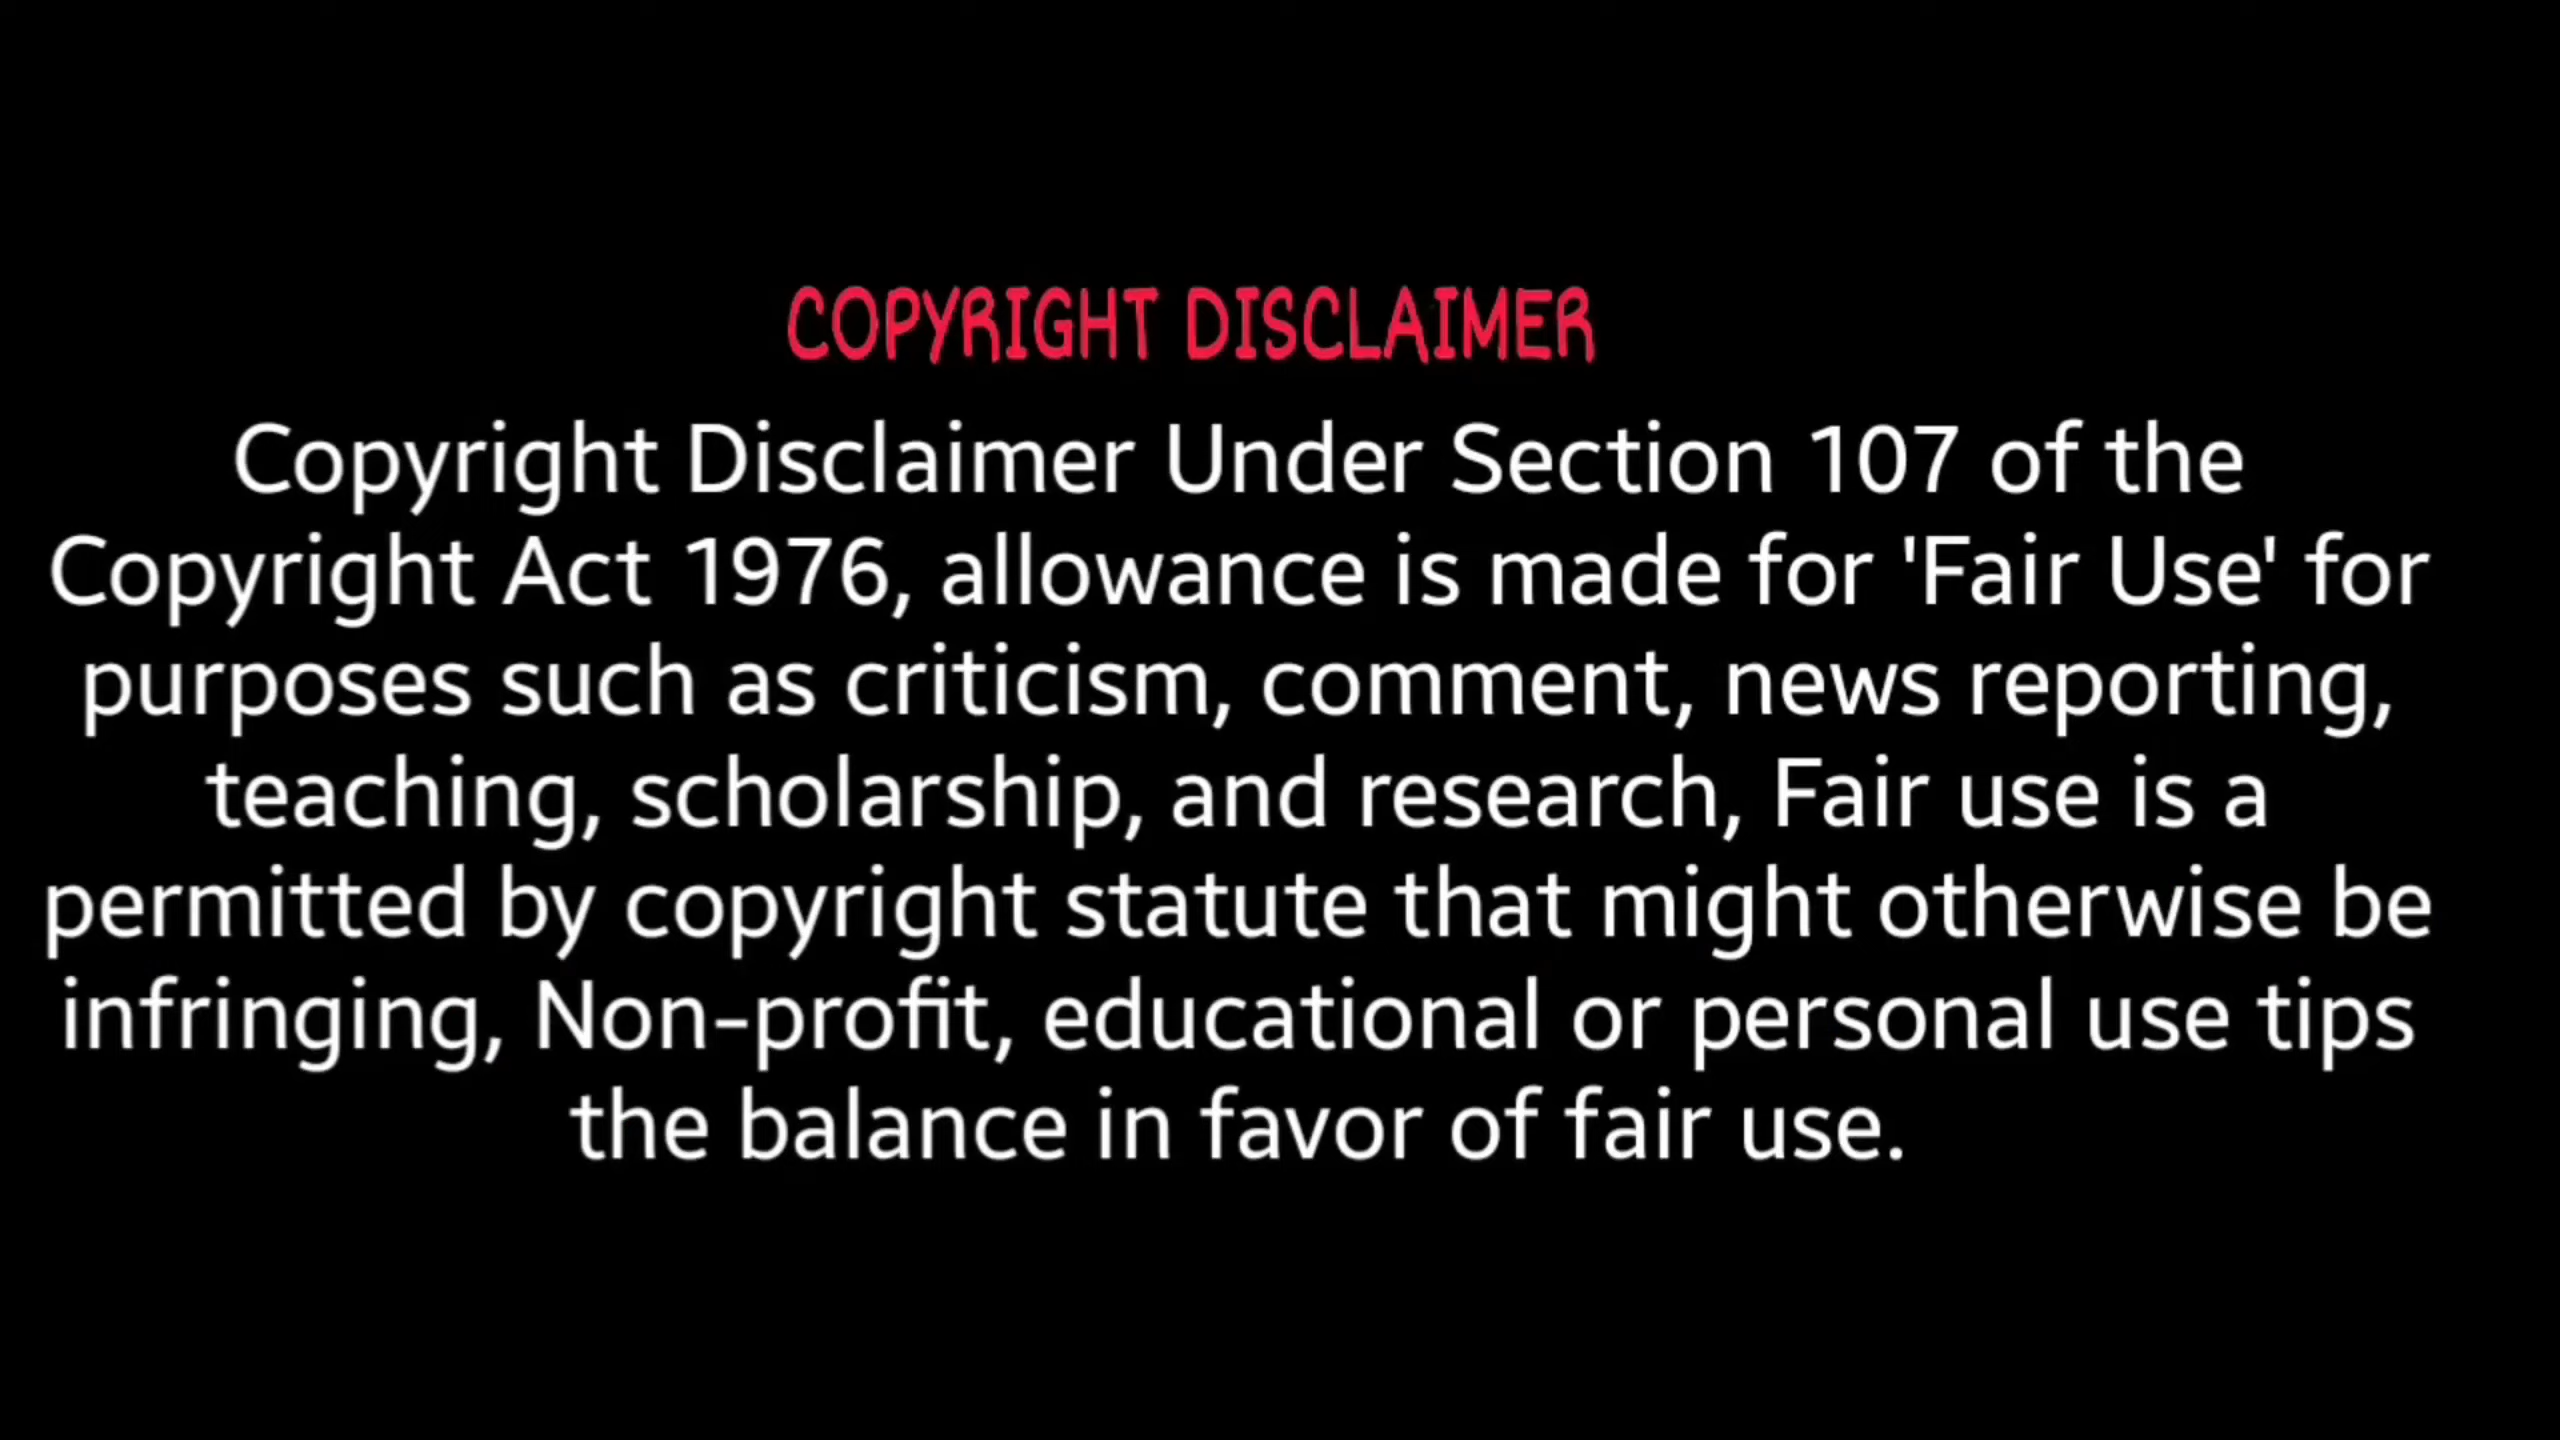 COPYRIGHT DISCLAIMER
Copyright Disclaimer Under Section 107 of the
Copyright Act 1976, allowance is made for 'Fair Use' for
purposes such as criticism, comment, news reporting,
teaching, scholarship, and research, Fair use is a
permitted by copyright statute that might otherwise be
infringing, Non-profit, educational or personal use tips
the balance in favor of fair use.